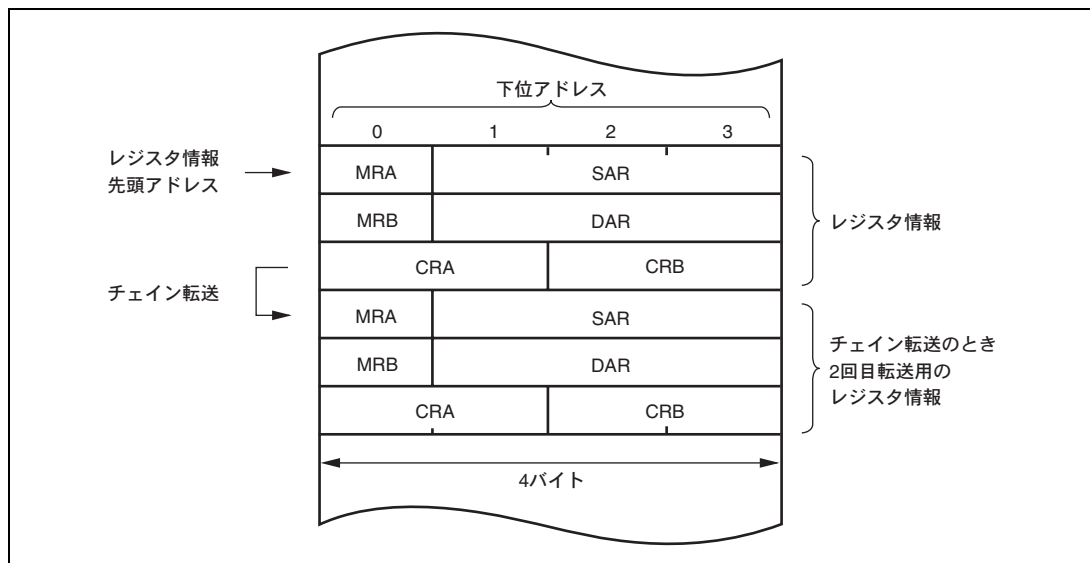 下位アドレス
0 1 2 3
レジスタ情報
先頭アドレス
MRA SAR
MRB DAR
CRA CRB
レジスタ情報
チェイン転送
MRA SAR
MRB DAR
CRA CRB
チェイン転送のとき
2回目転送用の
レジスタ情報
4バイト